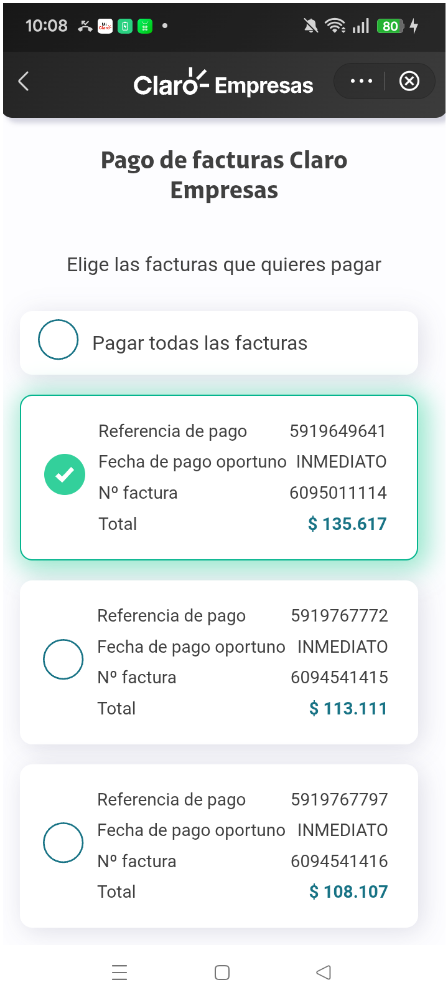 10:08
Mi Claro
80
Claro Empresas
Pago de facturas Claro
Empresas
Elige las facturas que quieres pagar
Pagar todas las facturas
Referencia de pago 5919649641
Fecha de pago oportuno INMEDIATO
Nº factura 6095011114
Total $ 135.617
Referencia de pago 5919767772
Fecha de pago oportuno INMEDIATO
Nº factura 6094541415
Total $ 113.111
Referencia de pago 5919767797
Fecha de pago oportuno INMEDIATO
Nº factura 6094541416
Total $ 108.107